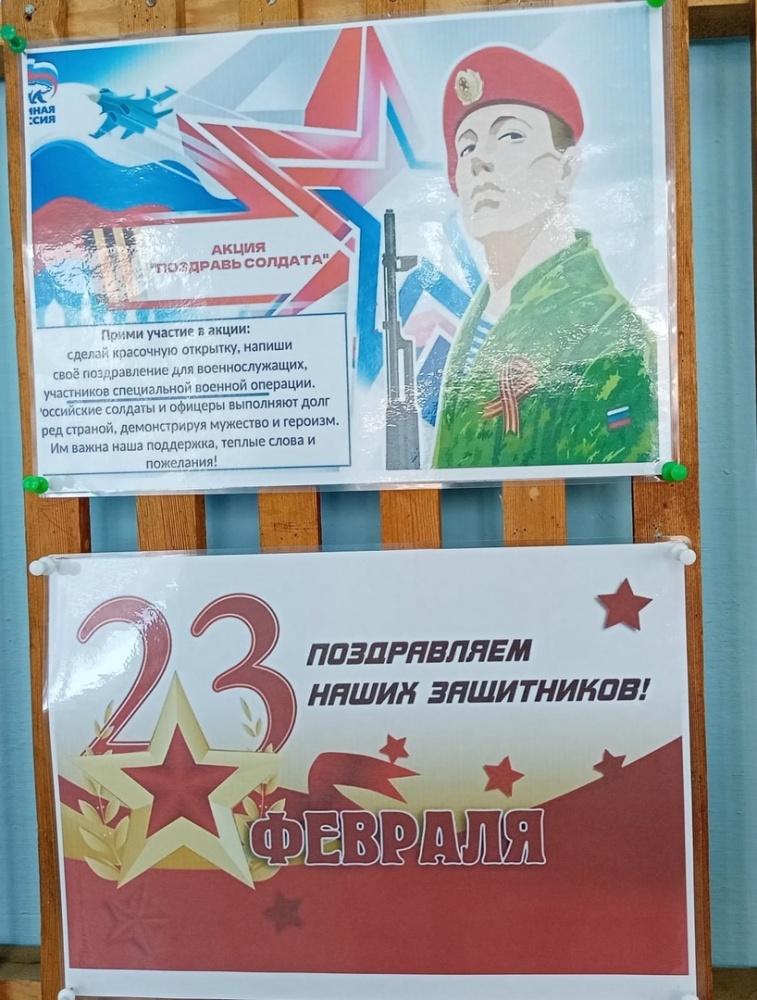 ИНАЯ
ССИЯ
АКЦИЯ
"ПОЗДРАВЬ СОЛДАТА"
Прими участие в акции:
сделай красочную открытку, напиши
своё поздравление для военнослужащих,
участников специальной военной операции.
оссийские солдаты и офицеры выполняют долг
ред страной, демонстрируя мужество и героизм.
Им важна наша поддержка, теплые слова и
пожелания!
23
ПОЗДРАВЛЯЕМ
НАШИХ ЗАЩИТНИКОВ!
ФЕВРАЛЯ